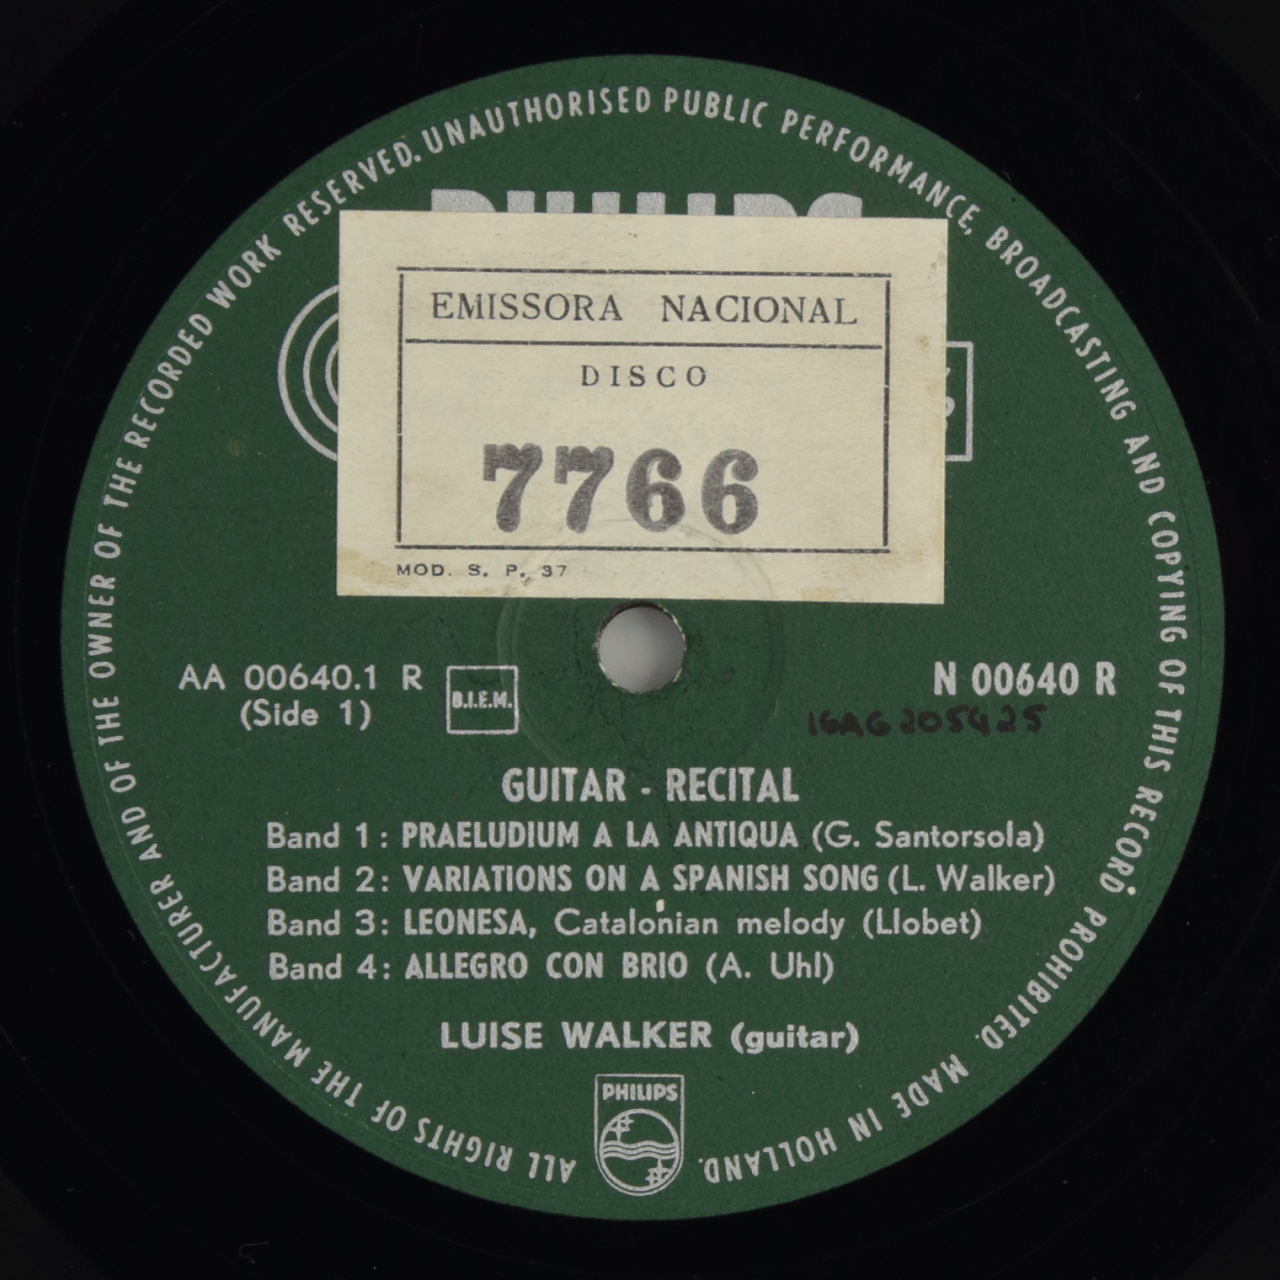 ALL RIGHTS OF THE MANUFACTURER AND OF THE OWNER OF THE RECORDED WORK RESERVED. UNAUTHORISED PUBLIC PERFORMANCE, BROADCASTING AND COPYING OF THIS RECORD PROHIBITED. MADE IN HOLLAND.
PHILIPS
EMISSORA NACIONAL
DISCO
7766
MOD. S. P. 37
AA 00640.1 R
(Side 1)
B.I.E.M.
N 00640 R
GUITAR - RECITAL
Band 1: PRAELUDIUM A LA ANTIQUA (G. Santorsola)
Band 2: VARIATIONS ON A SPANISH SONG (L. Walker)
Band 3: LEONESA, Catalonian melody (Llobet)
Band 4: ALLEGRO CON BRIO (A. Uhl)
LUISE WALKER (guitar)
PHILIPS